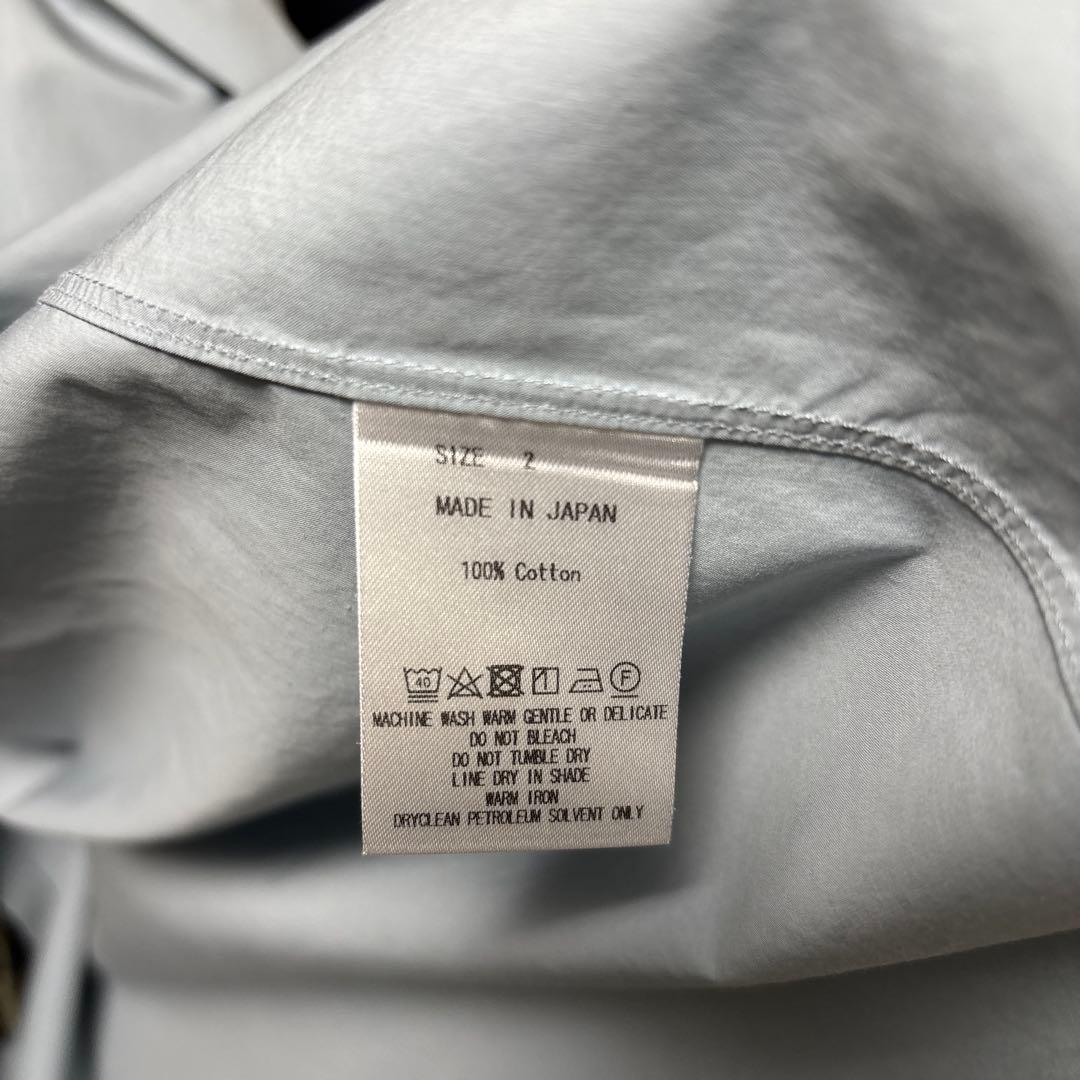 SIZE 2
MADE IN JAPAN
100% Cotton
40 F
MACHINE WASH WARM GENTLE OR DELICATE
DO NOT BLEACH
DO NOT TUMBLE DRY
LINE DRY IN SHADE
WARM IRON
DRYCLEAN PETROLEUM SOLVENT ONLY